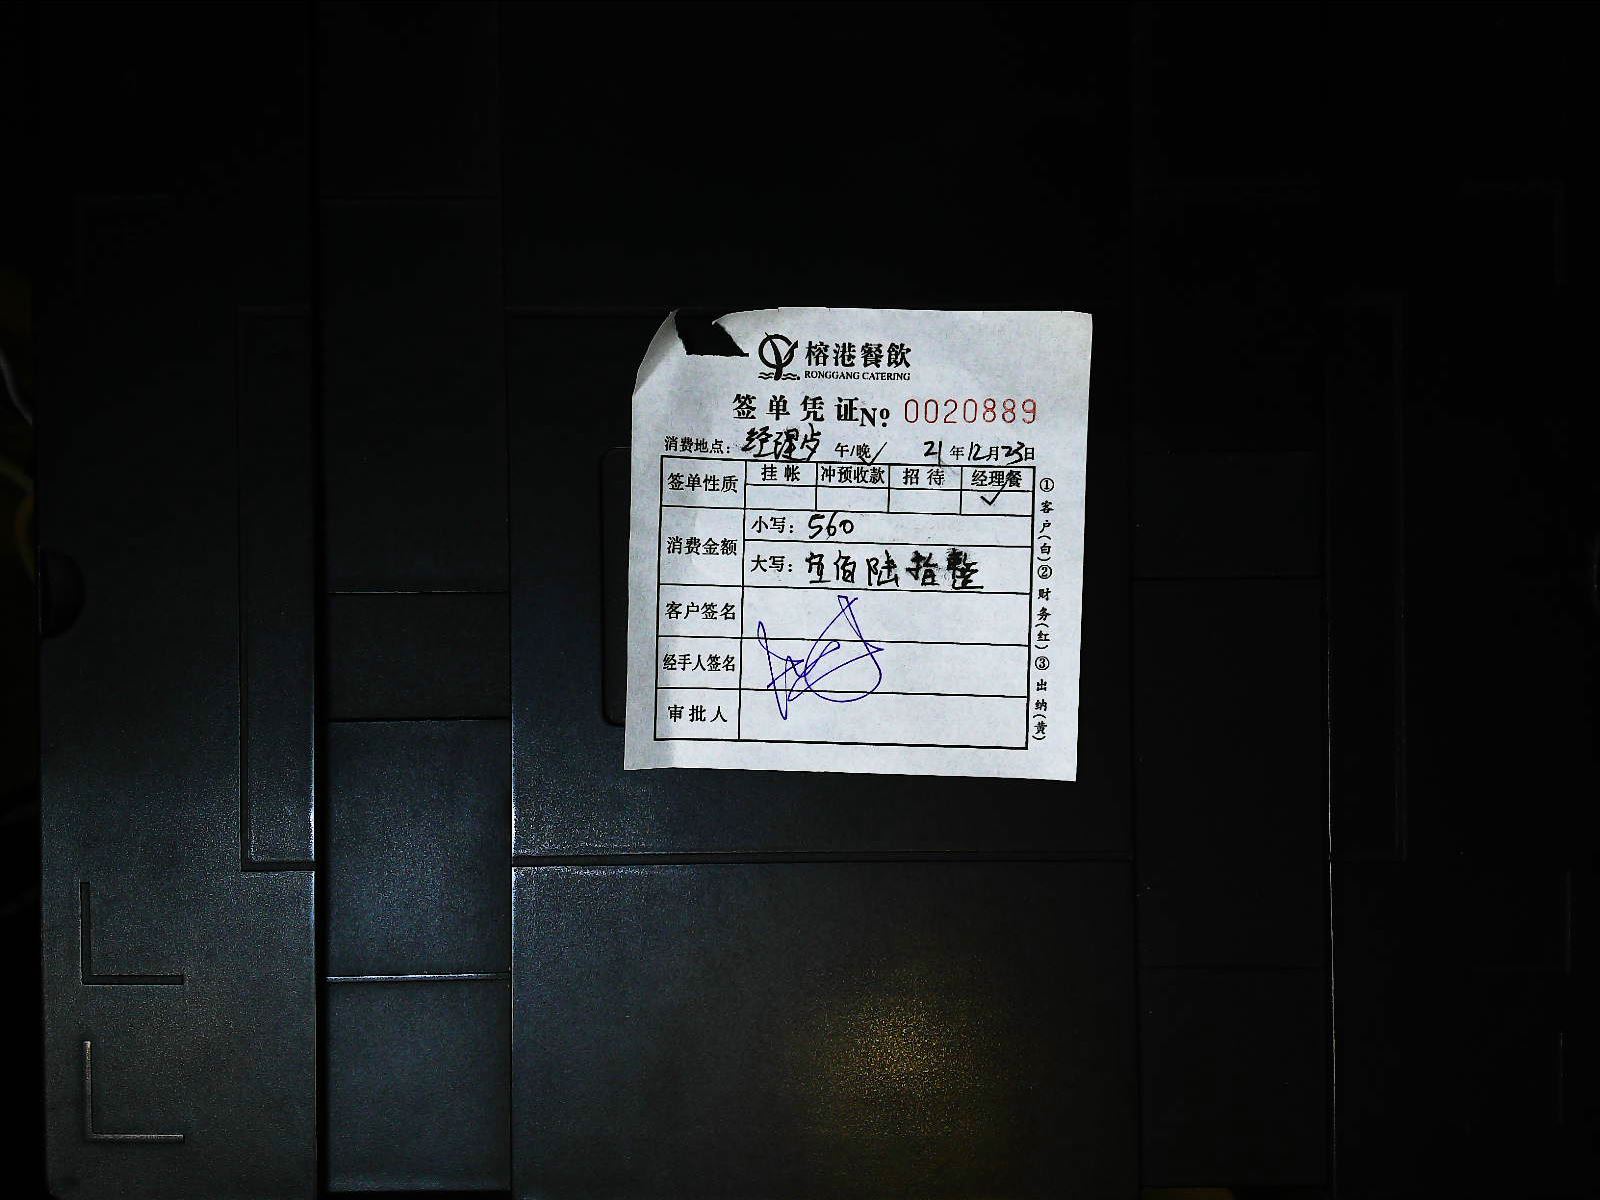 榕港餐飲
RONGGANG CATERING
签单凭证 №: 0020889
消费地点: 经理 午/晚 21年12月23日
签单性质 挂帐 冲预收款 招待 经理餐
✓
消费金额
小写: 560
大写: 伍佰陆拾整
客户签名
经手人签名
审批人
①客户(白)②财务(红)③出纳(黄)